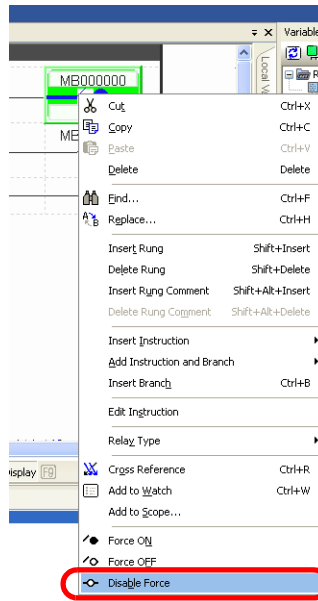 Variable
Local V
R
MB000000
MB
Cut Ctrl+X
Copy Ctrl+C
Paste Ctrl+V
Delete Delete
Find... Ctrl+F
Replace... Ctrl+H
Insert Rung Shift+Insert
Delete Rung Shift+Delete
Insert Rung Comment Shift+Alt+Insert
Delete Rung Comment Shift+Alt+Delete
Insert Instruction
Add Instruction and Branch
Insert Branch Ctrl+B
Edit Instruction
Relay Type
isplay F9
Cross Reference Ctrl+R
Add to Watch Ctrl+W
Add to Scope...
Force ON
Force OFF
Disable Force